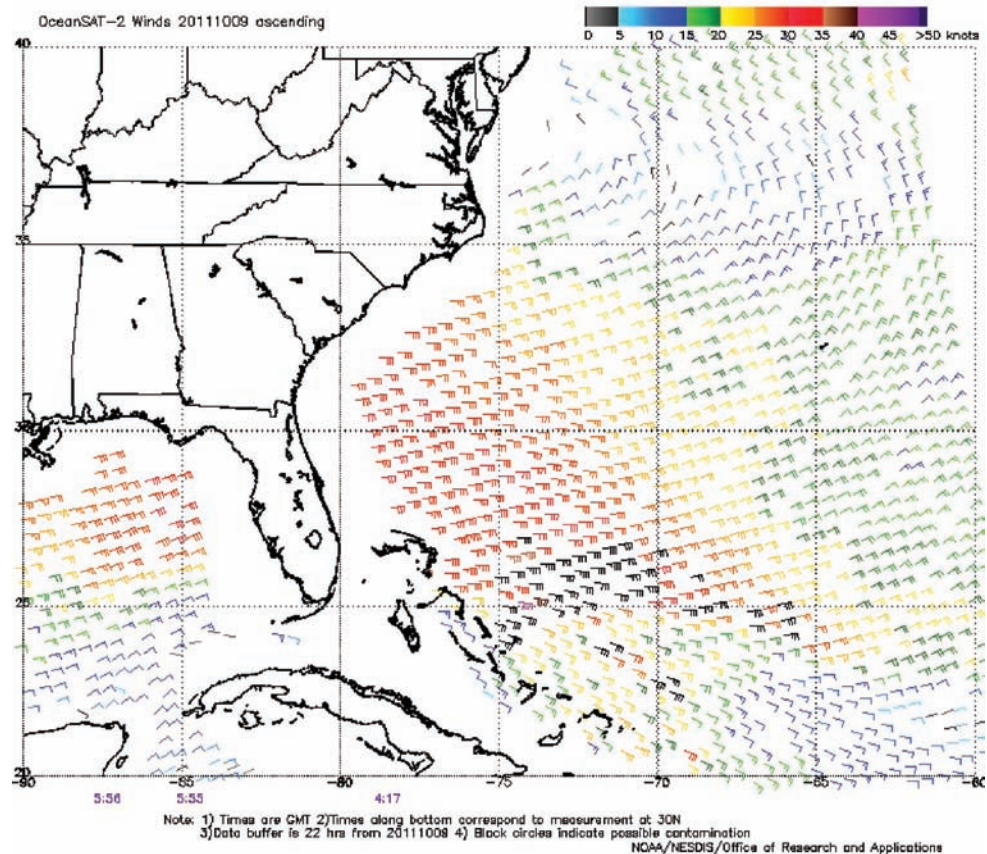 OceanSAT-2 Winds 20111009 ascending
0 5 10 15 20 25 30 35 40 45 >50 knots
40
35
30
25
20
-90 -85 -80 -75 -70 -65 -60
5:56 5:55 4:17
Note: 1) Times are GMT 2)Times along bottom correspond to measurement at 30N
3)Data buffer is 22 hrs from 20111009 4) Black circles indicate possible contamination
NOAA/NESDIS/Office of Research and Applications